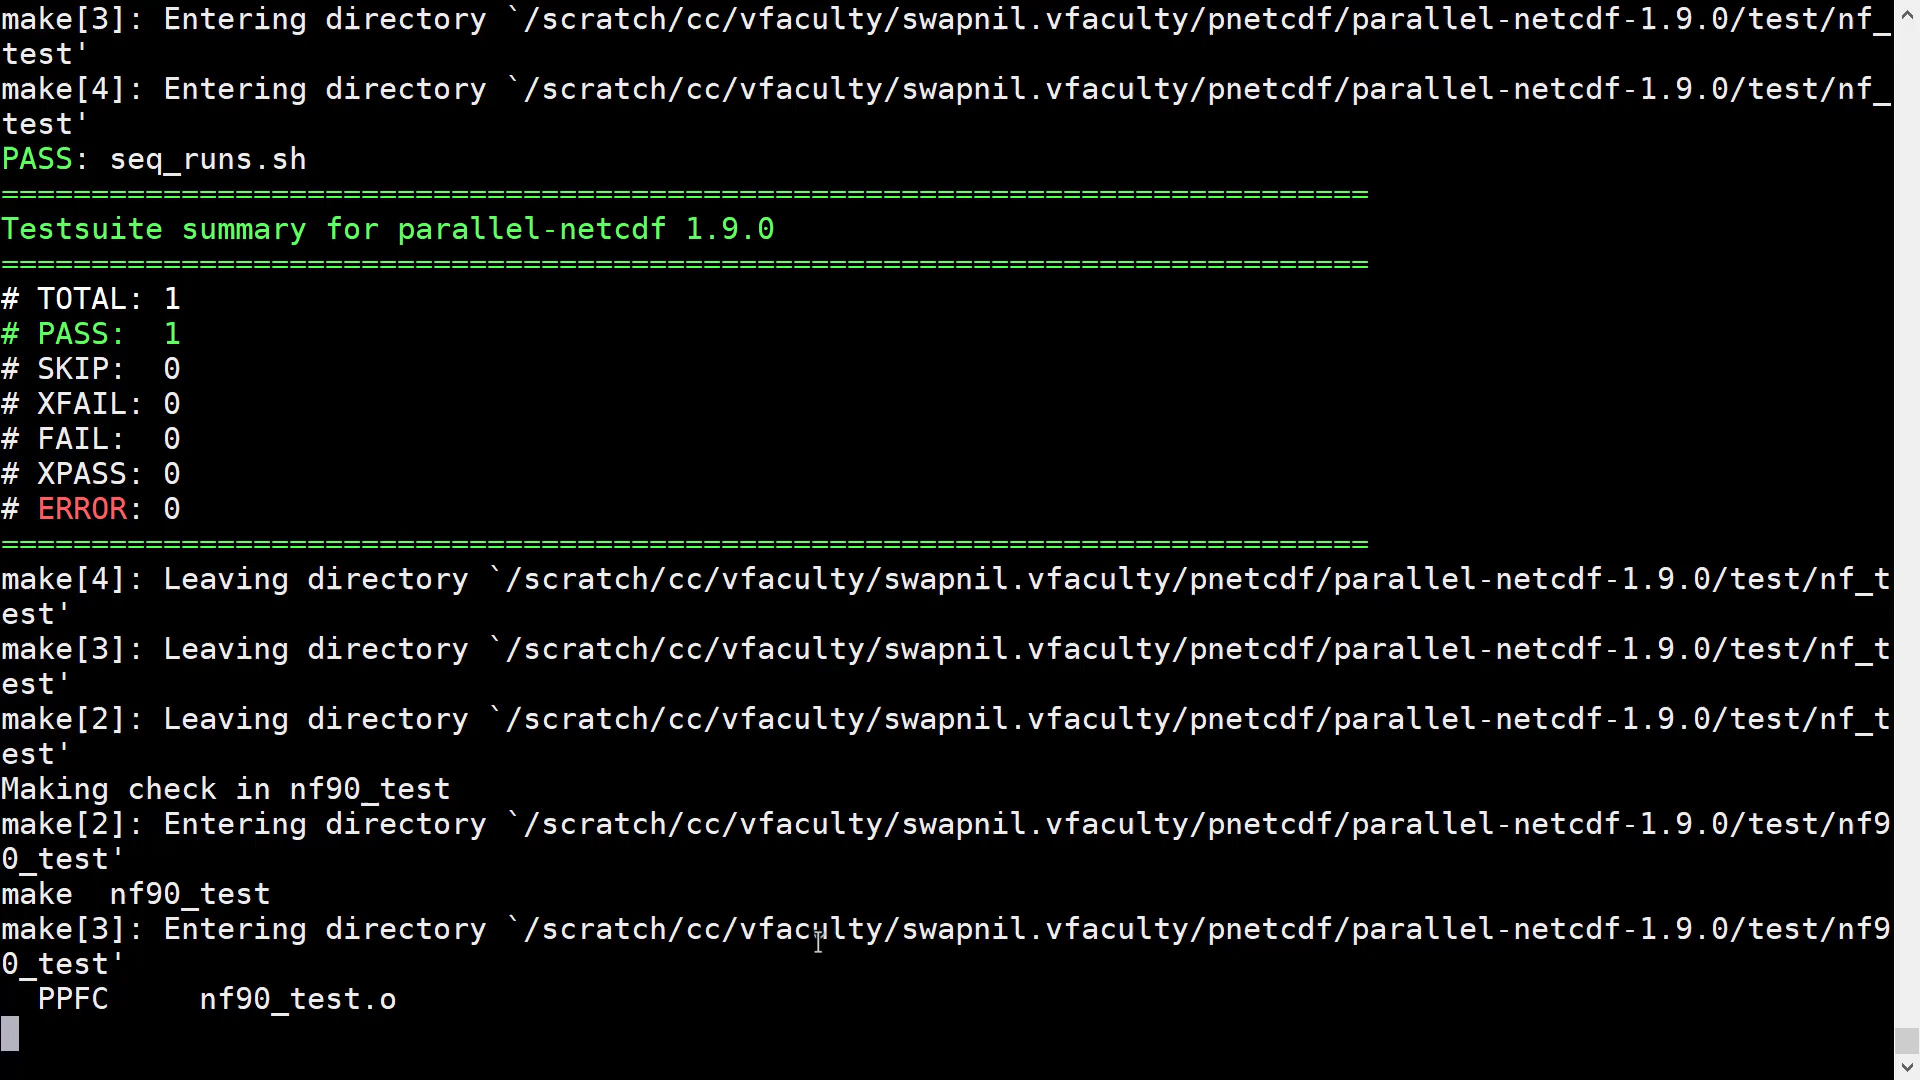 make[3]: Entering directory `/scratch/cc/vfaculty/swapnil.vfaculty/pnetcdf/parallel-netcdf-1.9.0/test/nf_
test'
make[4]: Entering directory `/scratch/cc/vfaculty/swapnil.vfaculty/pnetcdf/parallel-netcdf-1.9.0/test/nf_
test'
PASS: seq_runs.sh
============================================================================
Testsuite summary for parallel-netcdf 1.9.0
============================================================================
# TOTAL: 1
# PASS:  1
# SKIP:  0
# XFAIL: 0
# FAIL:  0
# XPASS: 0
# ERROR: 0
============================================================================
make[4]: Leaving directory `/scratch/cc/vfaculty/swapnil.vfaculty/pnetcdf/parallel-netcdf-1.9.0/test/nf_t
est'
make[3]: Leaving directory `/scratch/cc/vfaculty/swapnil.vfaculty/pnetcdf/parallel-netcdf-1.9.0/test/nf_t
est'
make[2]: Leaving directory `/scratch/cc/vfaculty/swapnil.vfaculty/pnetcdf/parallel-netcdf-1.9.0/test/nf_t
est'
Making check in nf90_test
make[2]: Entering directory `/scratch/cc/vfaculty/swapnil.vfaculty/pnetcdf/parallel-netcdf-1.9.0/test/nf9
0_test'
make  nf90_test
make[3]: Entering directory `/scratch/cc/vfaculty/swapnil.vfaculty/pnetcdf/parallel-netcdf-1.9.0/test/nf9
0_test'
  PPFC     nf90_test.o